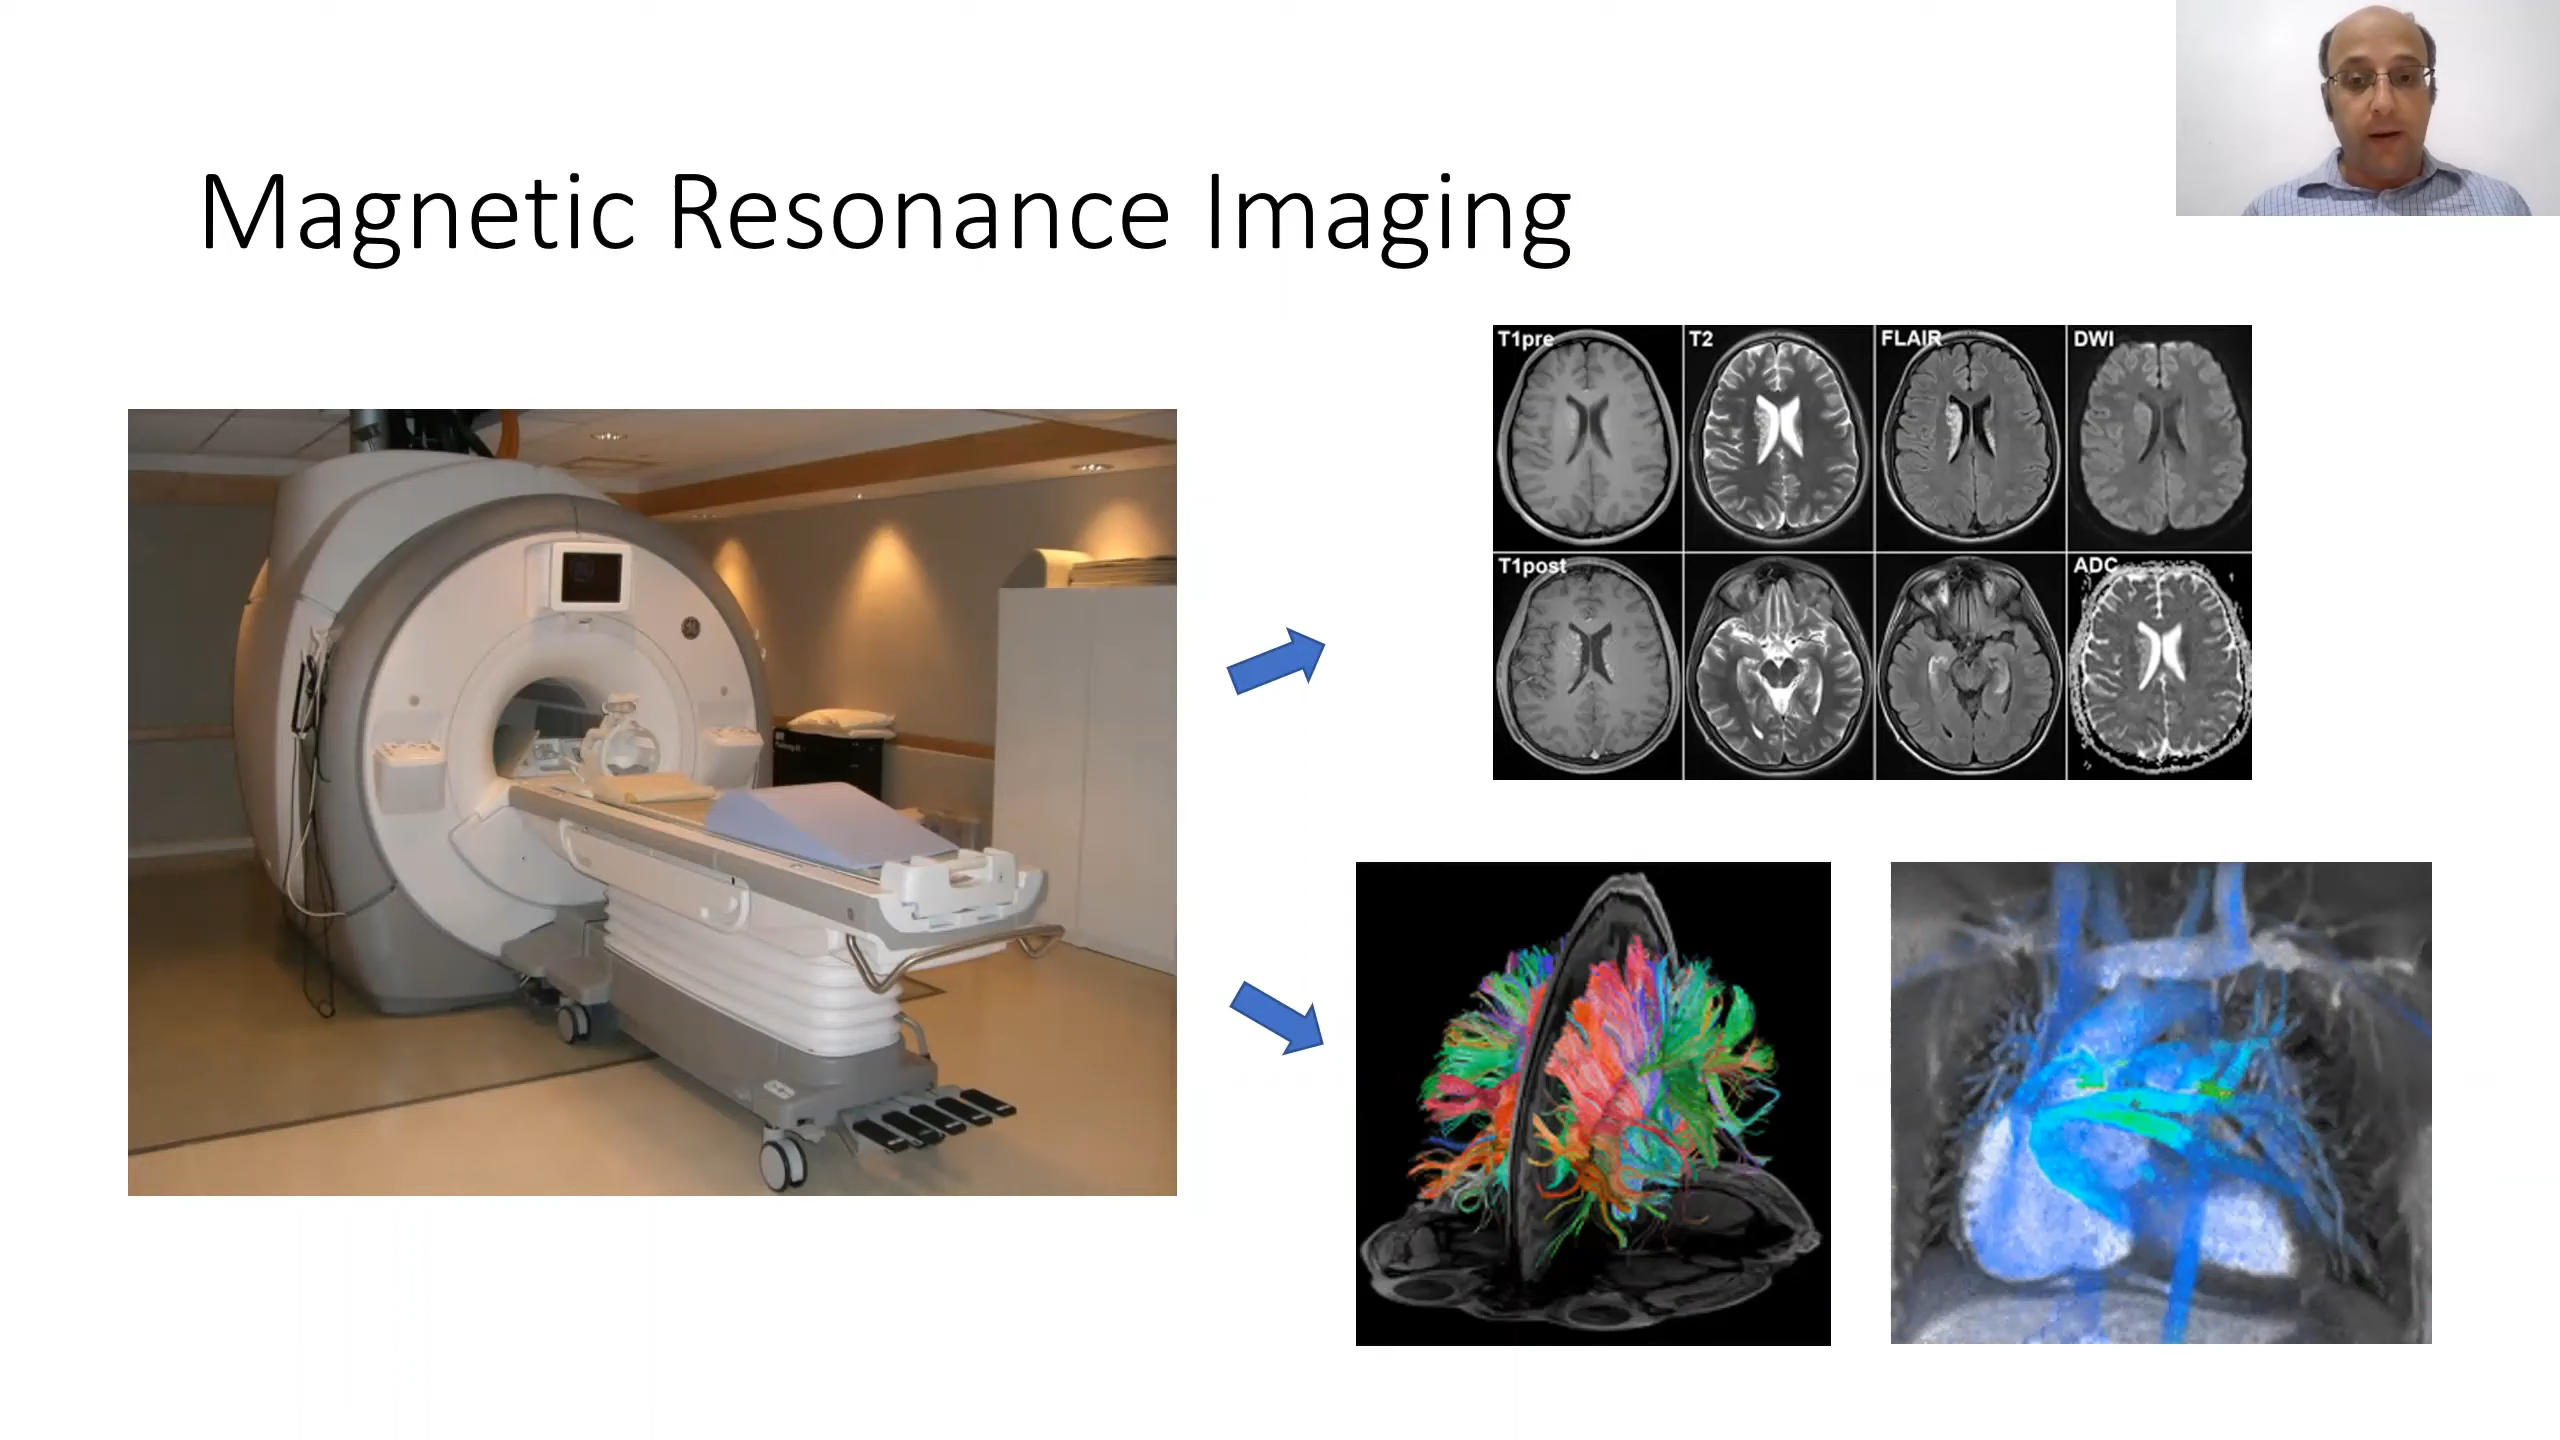 Magnetic Resonance Imaging
T1pre
T2
FLAIR
DWI
T1post
ADC